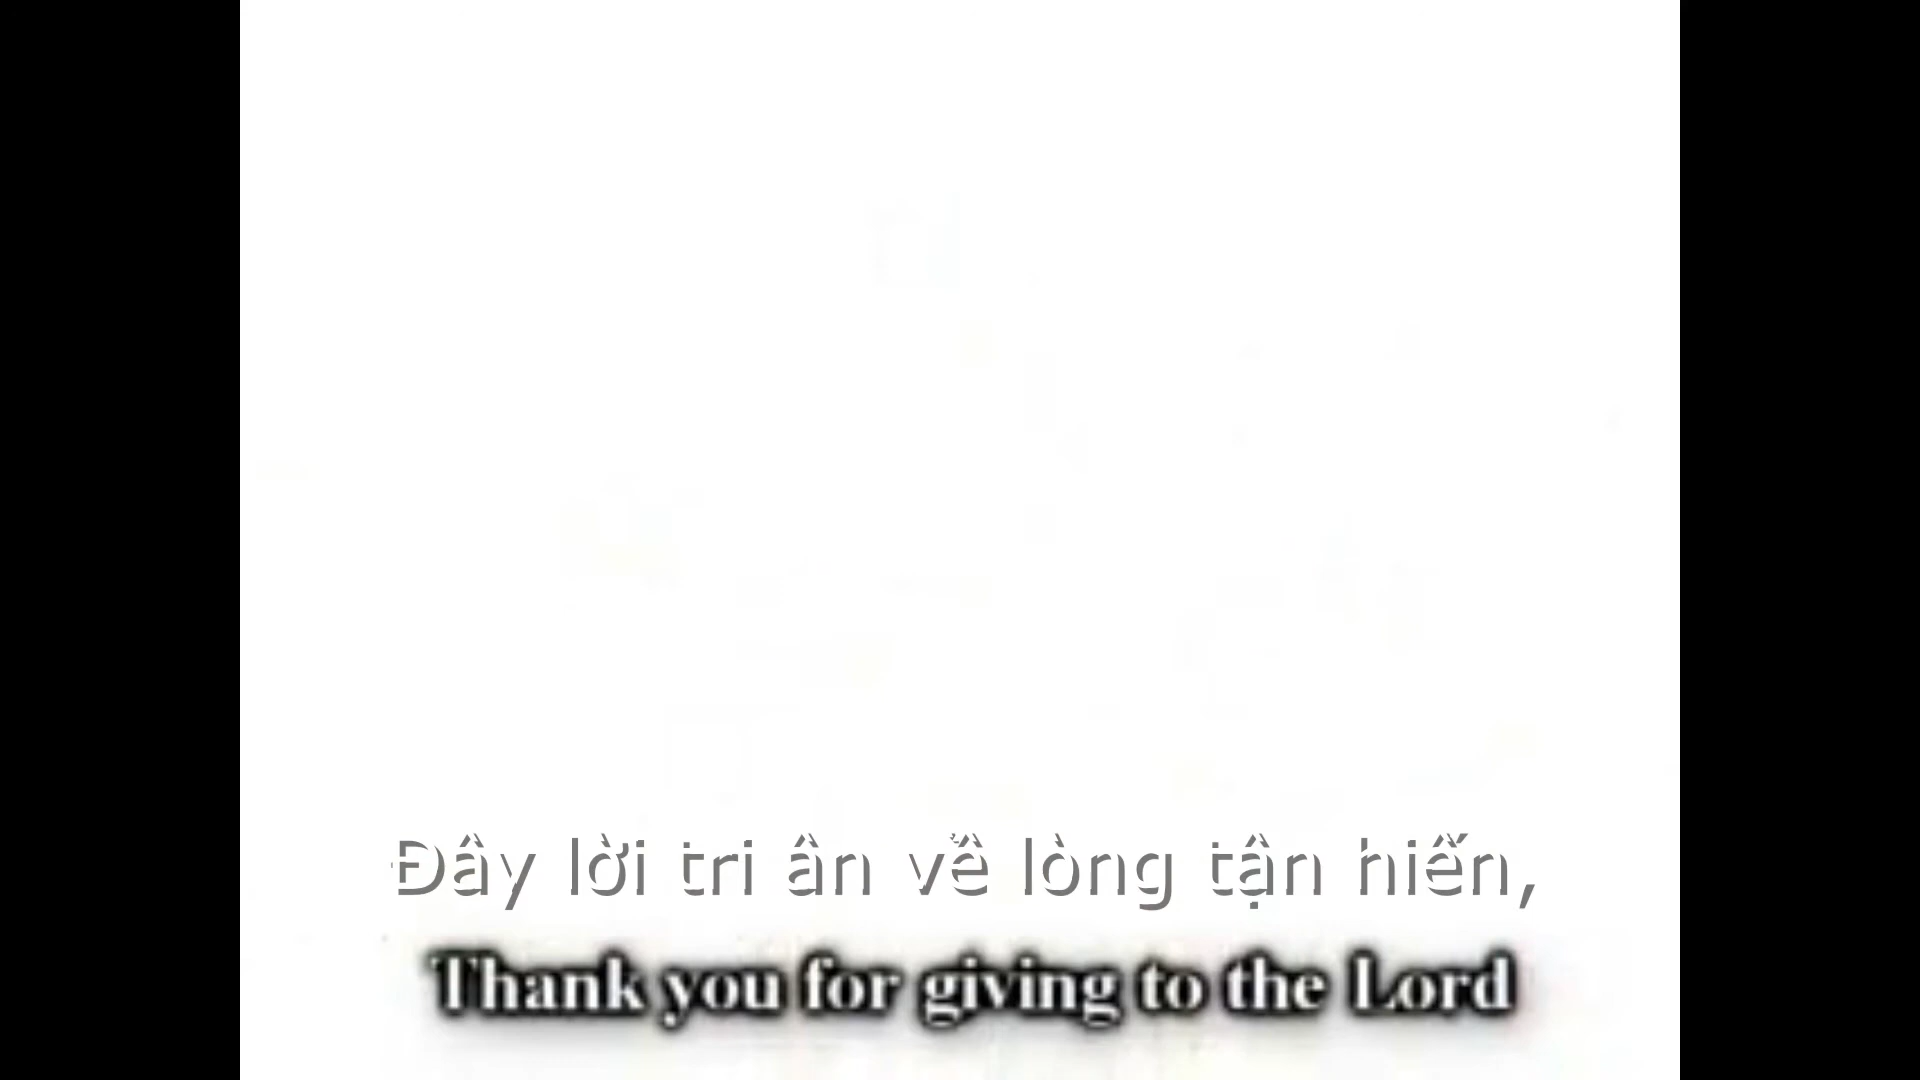 Đây lời tri ân về lòng tận hiến,
Thank you for giving to the Lord